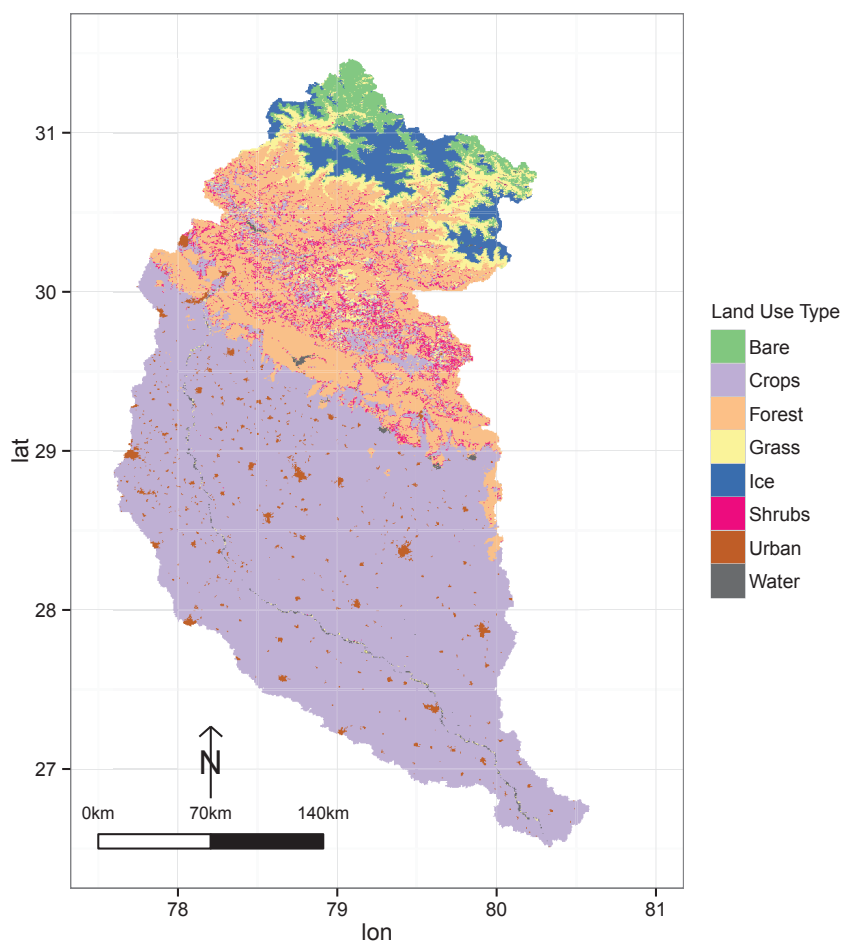 31
30
29
28
27
lat
N
0km 70km 140km
78 79 80 81
lon
Land Use Type
Bare
Crops
Forest
Grass
Ice
Shrubs
Urban
Water